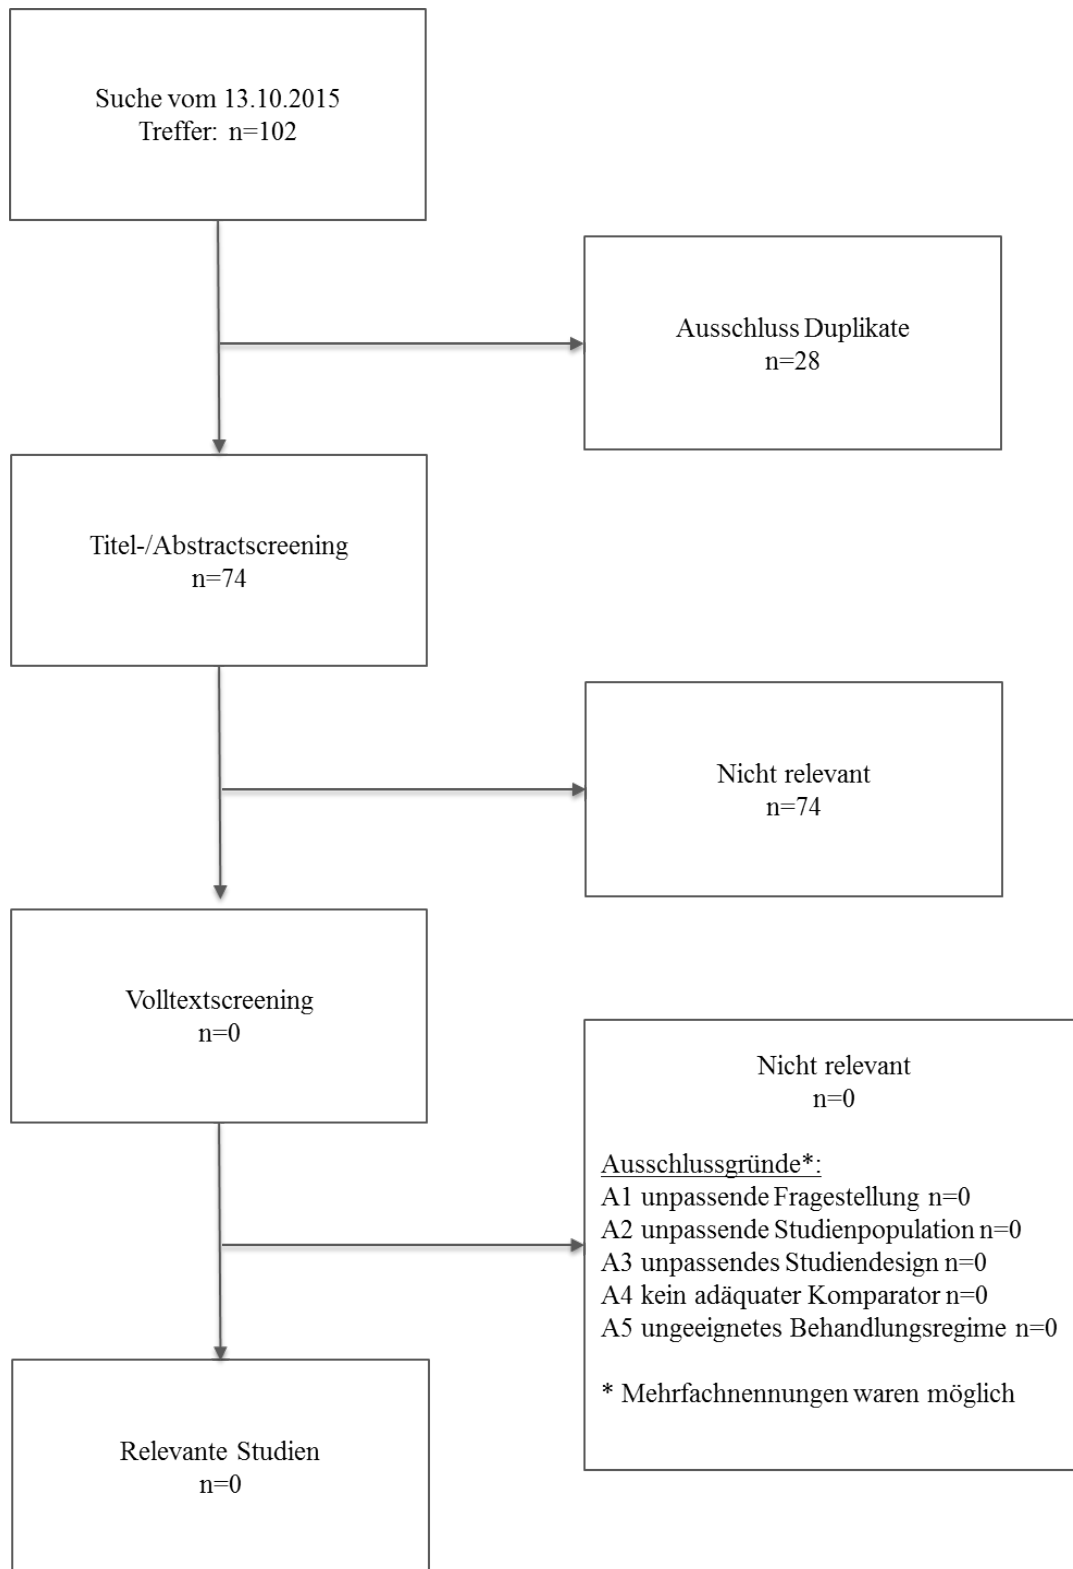 Suche vom 13.10.2015
Treffer: n=102
Ausschluss Duplikate
n=28
Titel-/Abstractscreening
n=74
Nicht relevant
n=74
Volltextscreening
n=0
Nicht relevant
n=0
Ausschlussgründe*:
A1 unpassende Fragestellung n=0
A2 unpassende Studienpopulation n=0
A3 unpassendes Studiendesign n=0
A4 kein adäquater Komparator n=0
A5 ungeeignetes Behandlungsregime n=0
* Mehrfachnennungen waren möglich
Relevante Studien
n=0